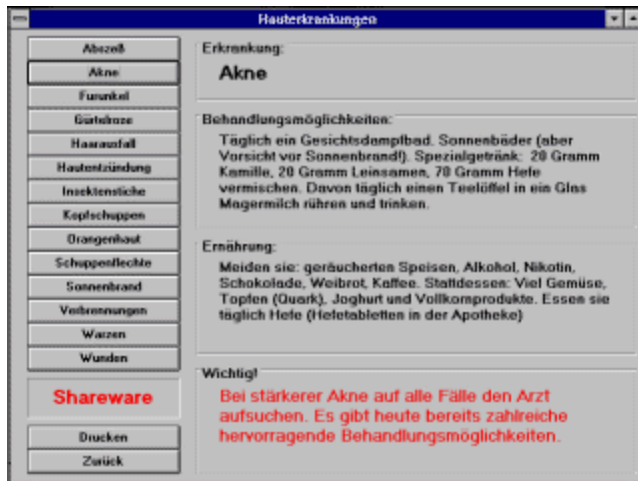 Hauterkrankungen
Abszeß
Akne
Furunkel
Gürtelroze
Haarausfall
Hautentzündung
Insektenstiche
Kopfschuppen
Orangenhaut
Schuppenflechte
Sonnenbrand
Verbrennungen
Warzen
Wunden
Shareware
Drucken
Zurück
Erkrankung:
Akne
Behandlungsmöglichkeiten:
Täglich ein Gesichtsdampfbad. Sonnenbäder (aber
Vorsicht vor Sonnenbrand!). Spezialgetränk: 20 Gramm
Kamille, 20 Gramm Leinsamen, 70 Gramm Hefe
vermischen. Davon täglich einen Teelöffel in ein Glas
Magermilch rühren und trinken.
Ernährung:
Meiden sie: geräucherten Speisen, Alkohol, Nikotin,
Schokolade, Weibrot, Kaffee. Stattdessen: Viel Gemüse,
Topfen (Quark), Joghurt und Vollkornprodukte. Essen sie
täglich Hefe (Hefetabletten in der Apotheke)
Wichtig!
Bei stärkerer Akne auf alle Fälle den Arzt
aufsuchen. Es gibt heute bereits zahlreiche
hervorragende Behandlungsmöglichkeiten.